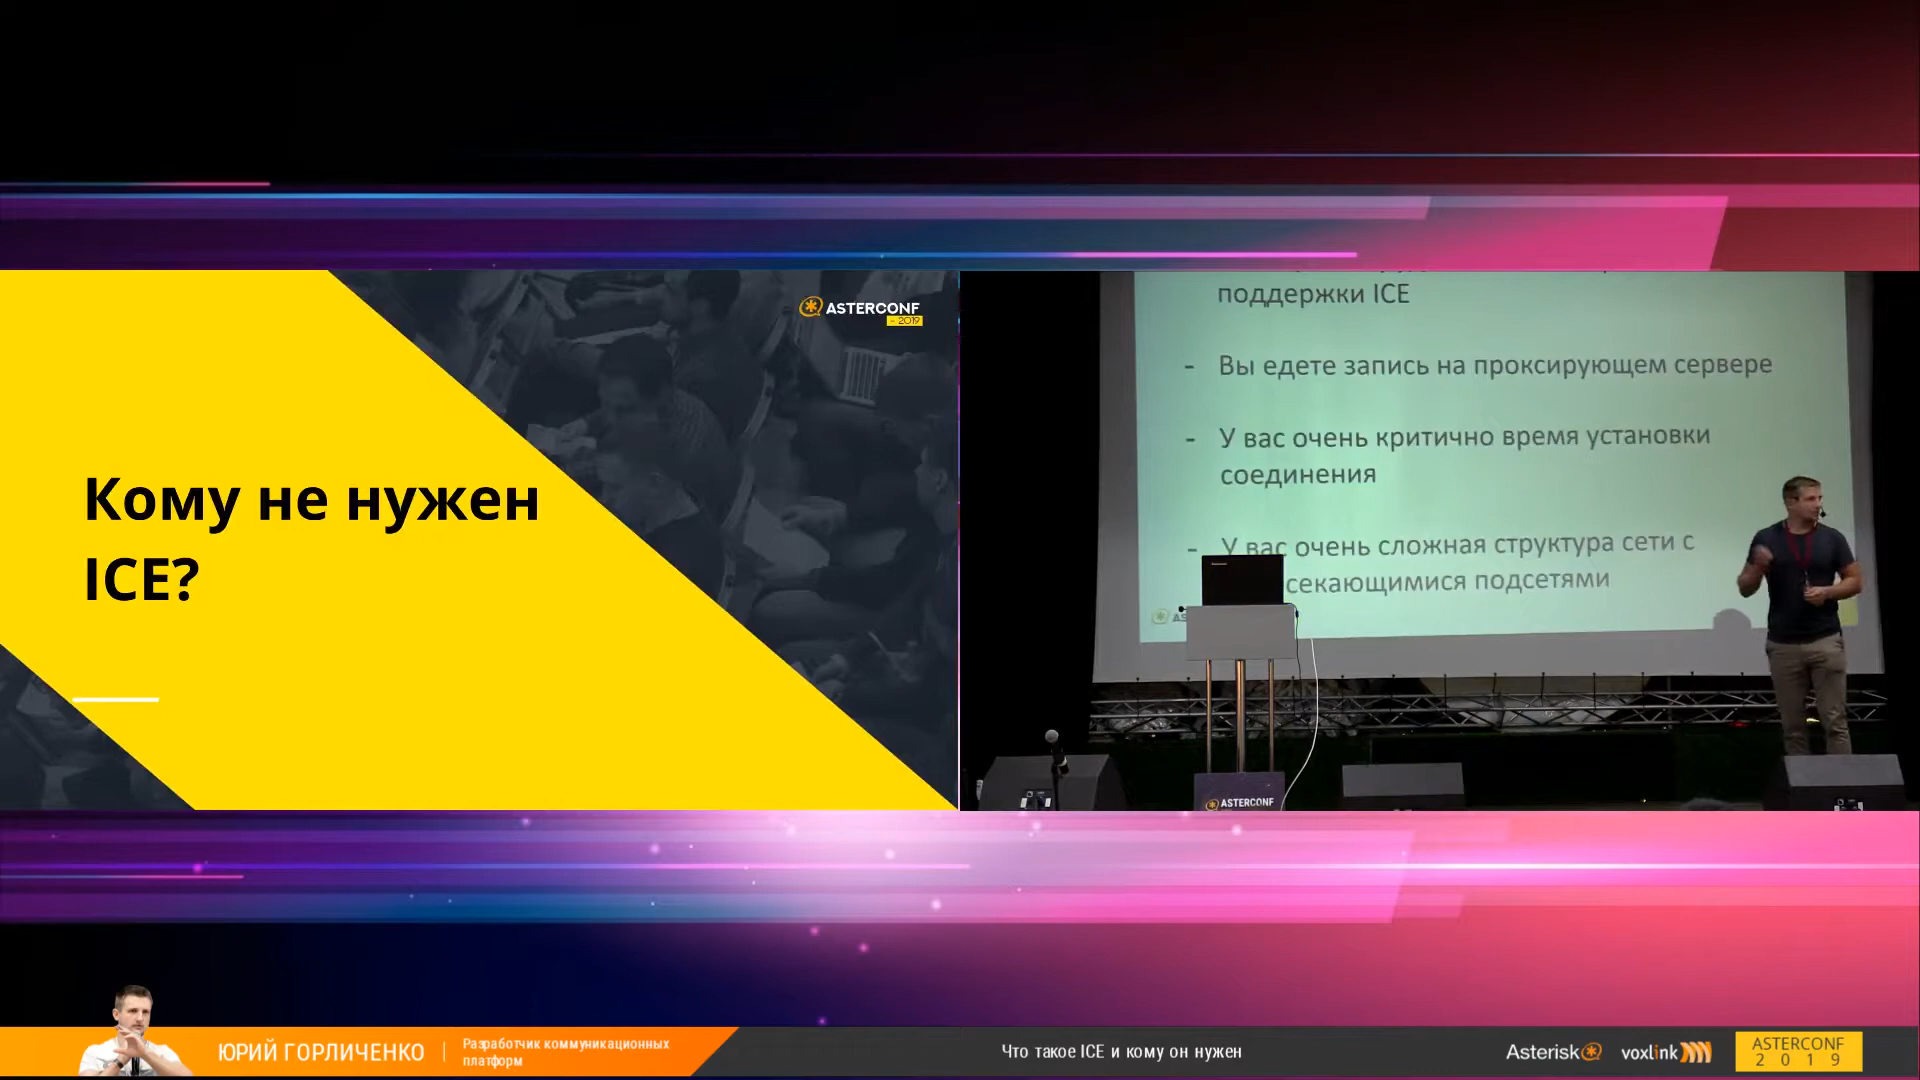 ASTERCONF
- 2019
Кому не нужен
ICE?
поддержки ICE
- Вы едете запись на проксирующем сервере
- У вас очень критично время установки
соединения
- У вас очень сложная структура сети с
секающимися подсетями
ASTERCONF
ЮРИЙ ГОРЛИЧЕНКО
Разработчик коммуникационных
платформ
Что такое ICE и кому он нужен
Asterisk
voxlink
ASTERCONF
2 0 1 9